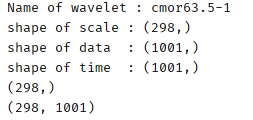 Name of wavelet : cmor63.5-1
shape of scale : (298,)
shape of data  : (1001,)
shape of time  : (1001,)
(298,)
(298, 1001)